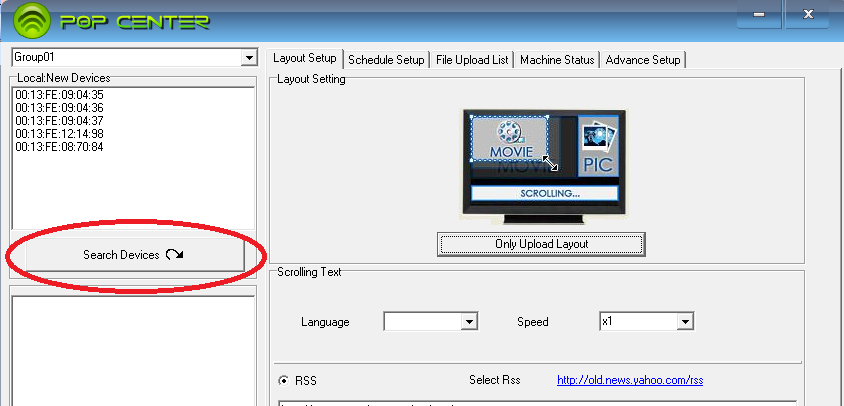 POP CENTER
Group01
Local:New Devices
00:13:FE:09:04:35
00:13:FE:09:04:36
00:13:FE:09:04:37
00:13:FE:12:14:98
00:13:FE:08:70:84
Search Devices
Layout Setup Schedule Setup File Upload List Machine Status Advance Setup
Layout Setting
MOVIE
MOVIE
PIC
SCROLLING...
Only Upload Layout
Scrolling Text
Language Speed x1
RSS Select Rss http://old.news.yahoo.com/rss